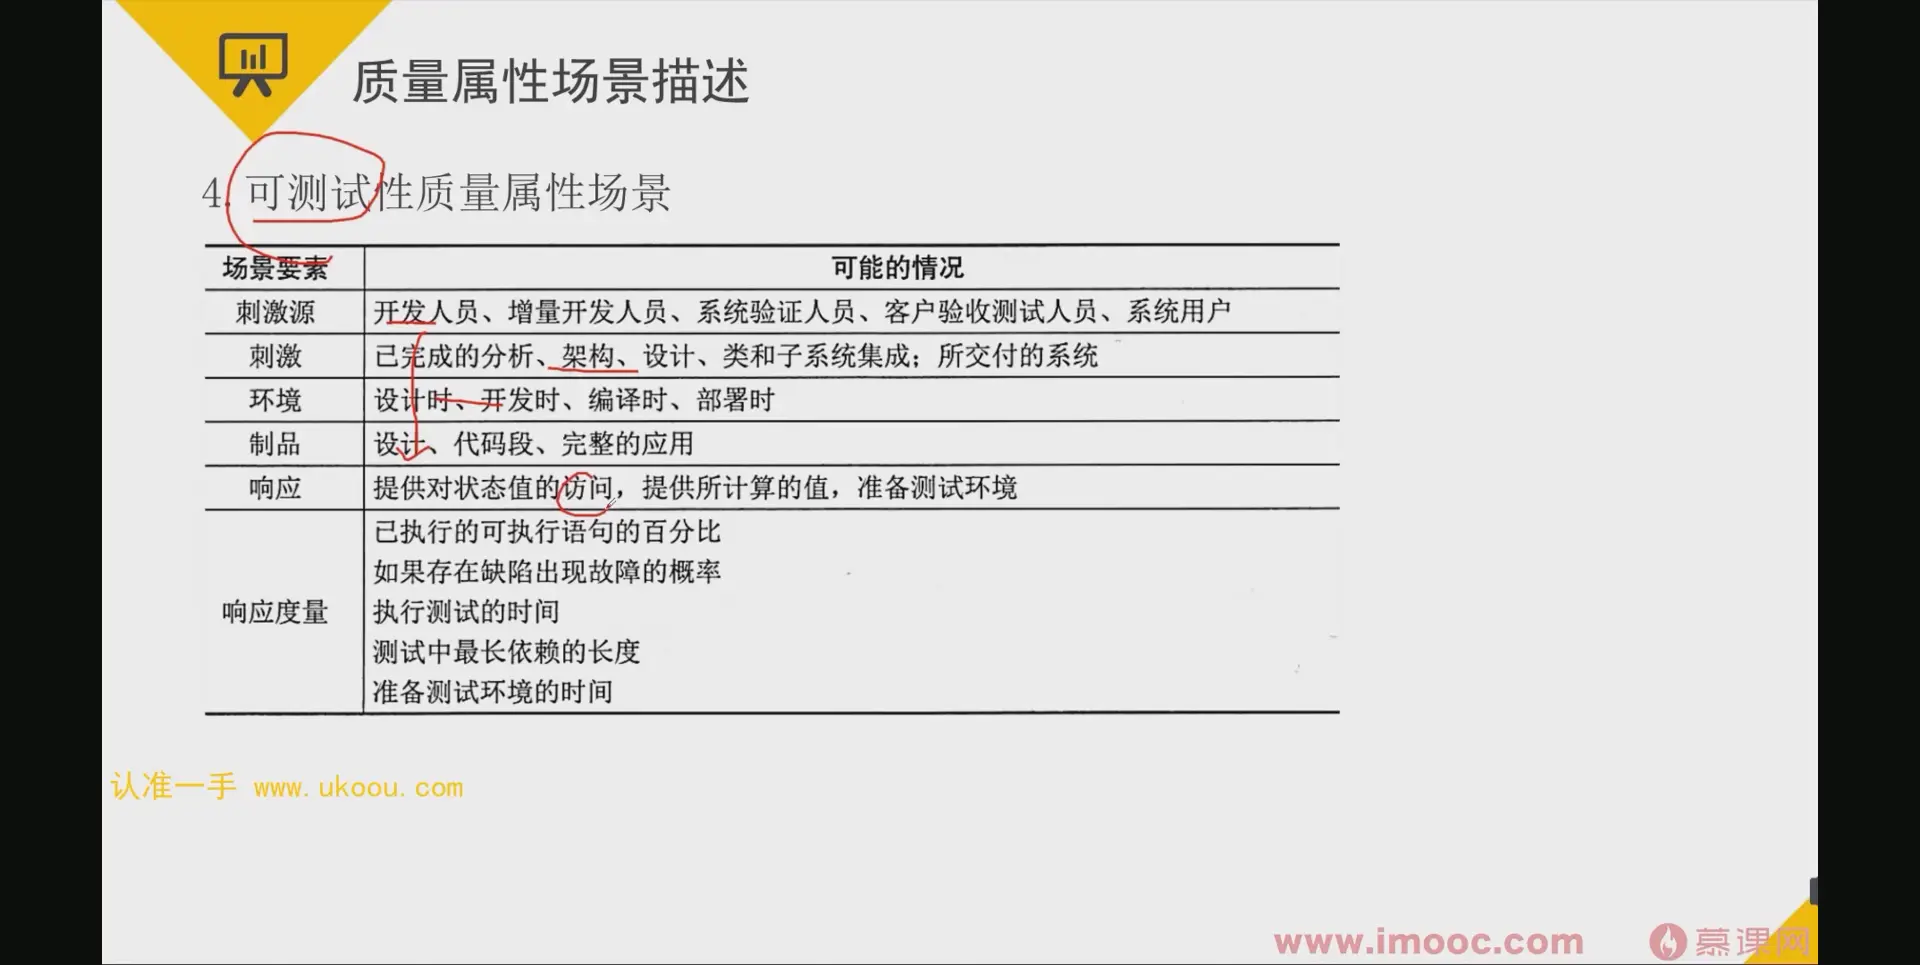 质量属性场景描述
4. 可测试性质量属性场景
场景要素 可能的情况
刺激源 开发人员、增量开发人员、系统验证人员、客户验收测试人员、系统用户
刺激 已完成的分析、架构、设计、类和子系统集成；所交付的系统
环境 设计时、开发时、编译时、部署时
制品 设计、代码段、完整的应用
响应 提供对状态值的访问，提供所计算的值，准备测试环境
响应度量 已执行的可执行语句的百分比
如果存在缺陷出现故障的概率
执行测试的时间
测试中最长依赖的长度
准备测试环境的时间
认准一手 www.ukoou.com
www.imooc.com 慕课网